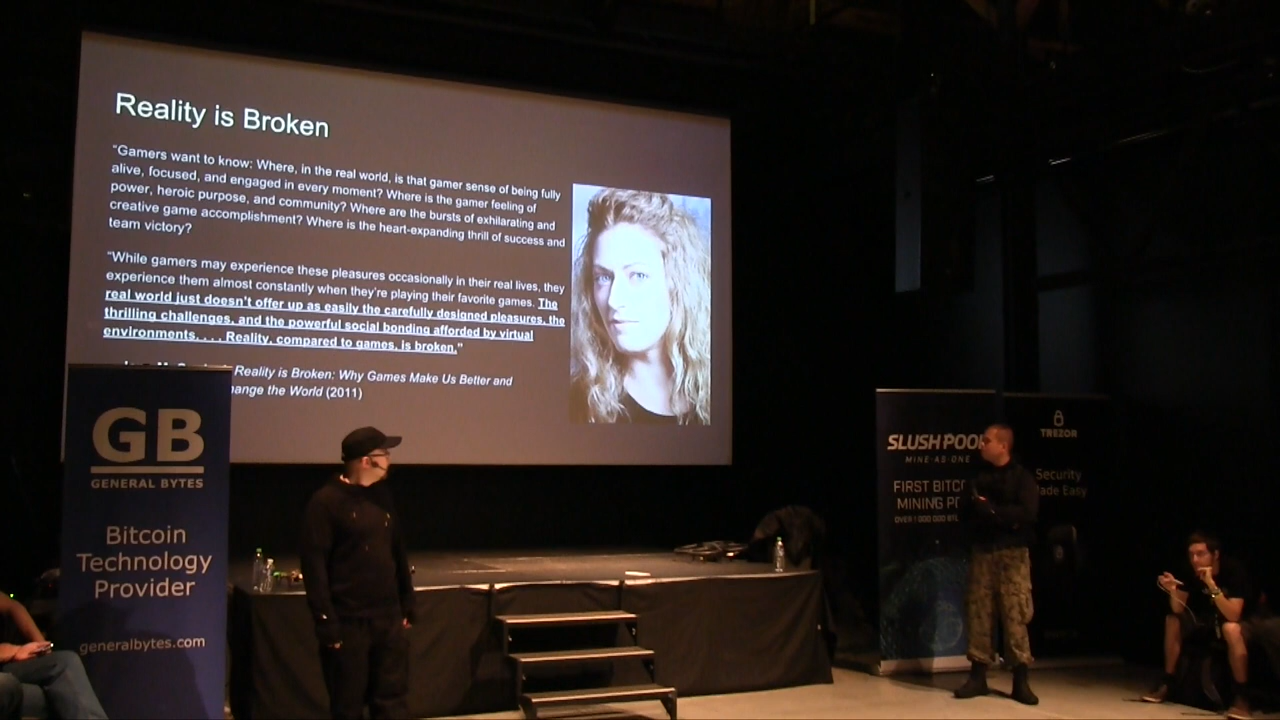 Reality is Broken
“Gamers want to know: Where, in the real world, is that gamer sense of being fully
alive, focused, and engaged in every moment? Where is the gamer feeling of
power, heroic purpose, and community? Where are the bursts of exhilarating and
creative game accomplishment? Where is the heart-expanding thrill of success and
team victory?
“While gamers may experience these pleasures occasionally in their real lives, they
experience them almost constantly when they're playing their favorite games. The
real world just doesn't offer up as easily the carefully designed pleasures, the
thrilling challenges, and the powerful social bonding afforded by virtual
environments. . . . Reality, compared to games, is broken.”
Reality is Broken: Why Games Make Us Better and
the World (2011)
GB
GENERAL BYTES
Bitcoin
Technology
Provider
generalbytes.com
SLUSH POOL
MINE·AS·ONE
FIRST
MINING
OVER 1 000 000
TREZOR
Security
Easy